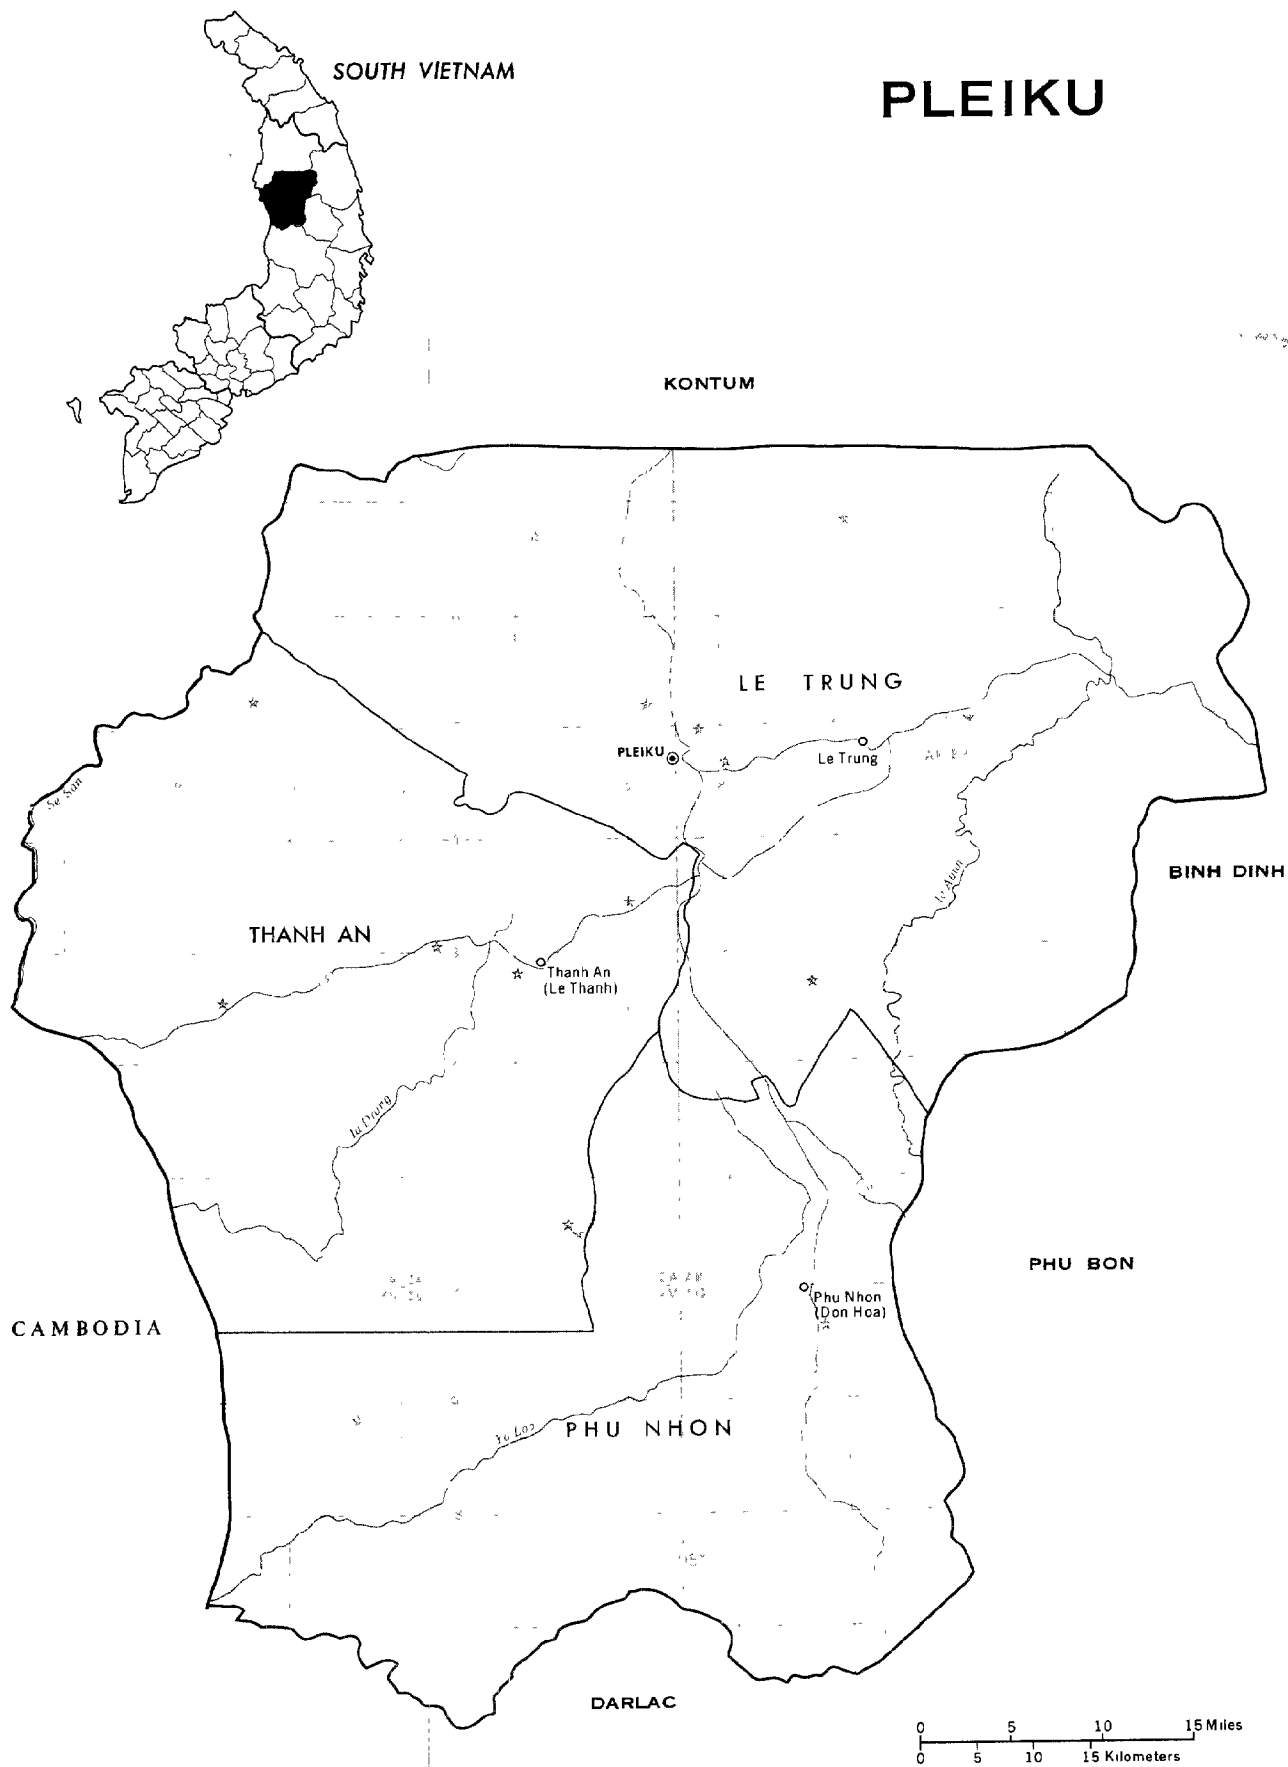 SOUTH VIETNAM
PLEIKU
KONTUM
LE TRUNG
PLEIKU
Le Trung
Se San
BINH DINH
Ia Ayun
THANH AN
Thanh An
(Le Thanh)
Ia Drang
PHU BON
Phu Nhon
(Don Hoa)
CAMBODIA
PHU NHON
DARLAC
0 5 10 15 Miles
0 5 10 15 Kilometers